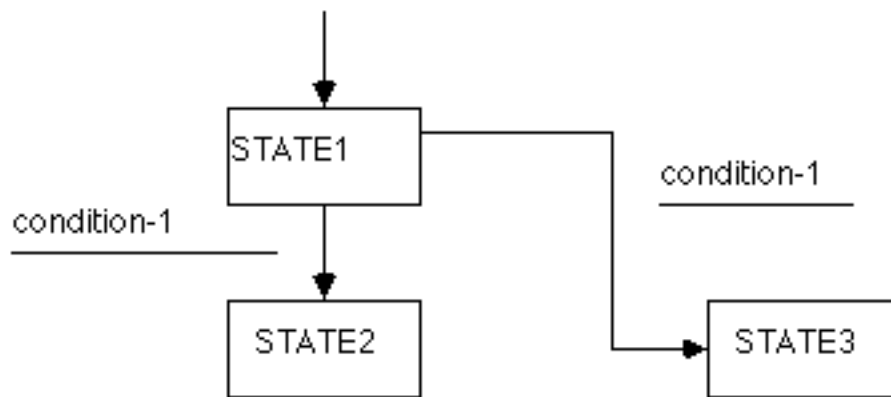 STATE1
condition-1
condition-1
STATE2
STATE3